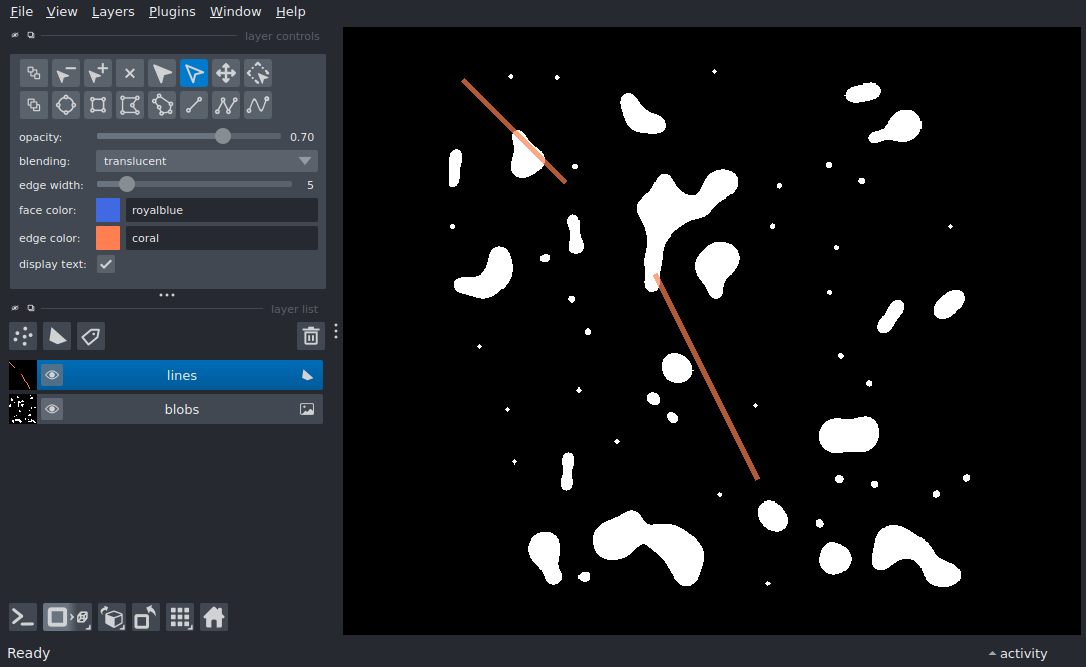 File View Layers Plugins Window Help
layer controls
opacity: 0.70
blending: translucent
edge width: 5
face color: royalblue
edge color: coral
display text:
layer list
lines
blobs
Ready activity